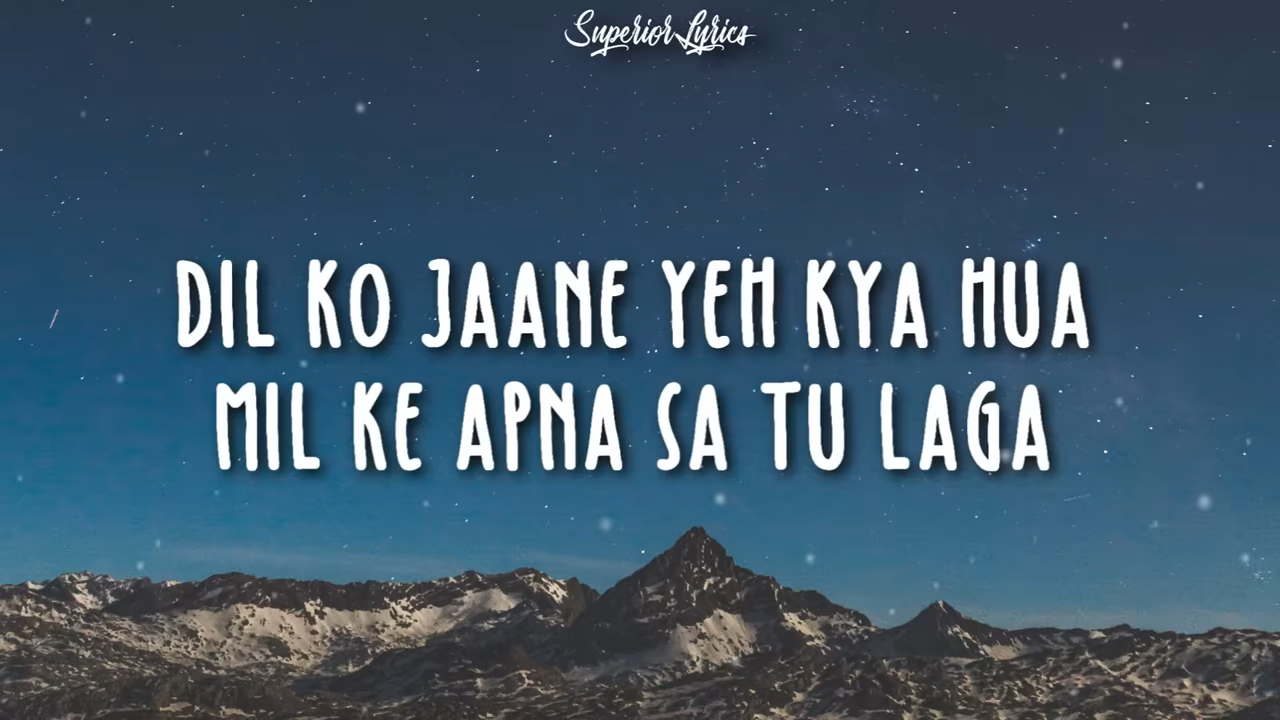 Superior Lyrics
DIL KO JAANE YEH KYA HUA
MIL KE APNA SA TU LAGA